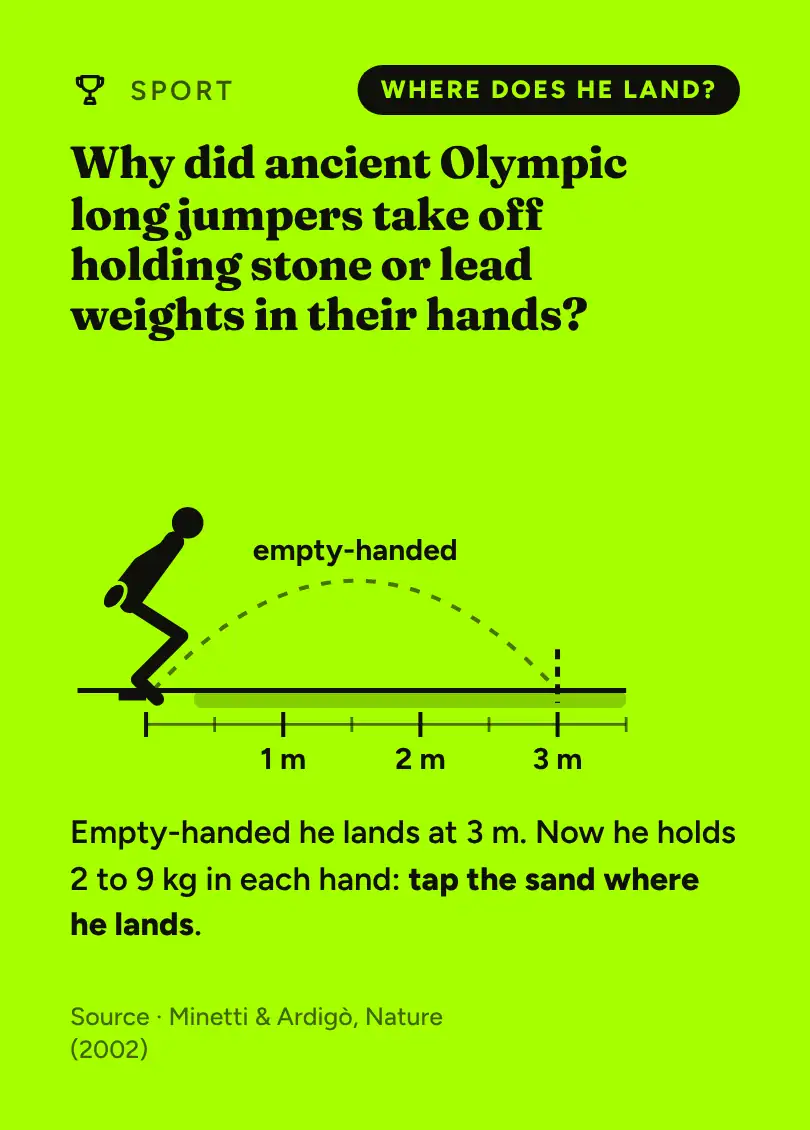 SPORT
WHERE DOES HE LAND?
Why did ancient Olympic
long jumpers take off
holding stone or lead
weights in their hands?
empty-handed
1 m
2 m
3 m
Empty-handed he lands at 3 m. Now he holds
2 to 9 kg in each hand: tap the sand where
he lands.
Source · Minetti & Ardigò, Nature
(2002)